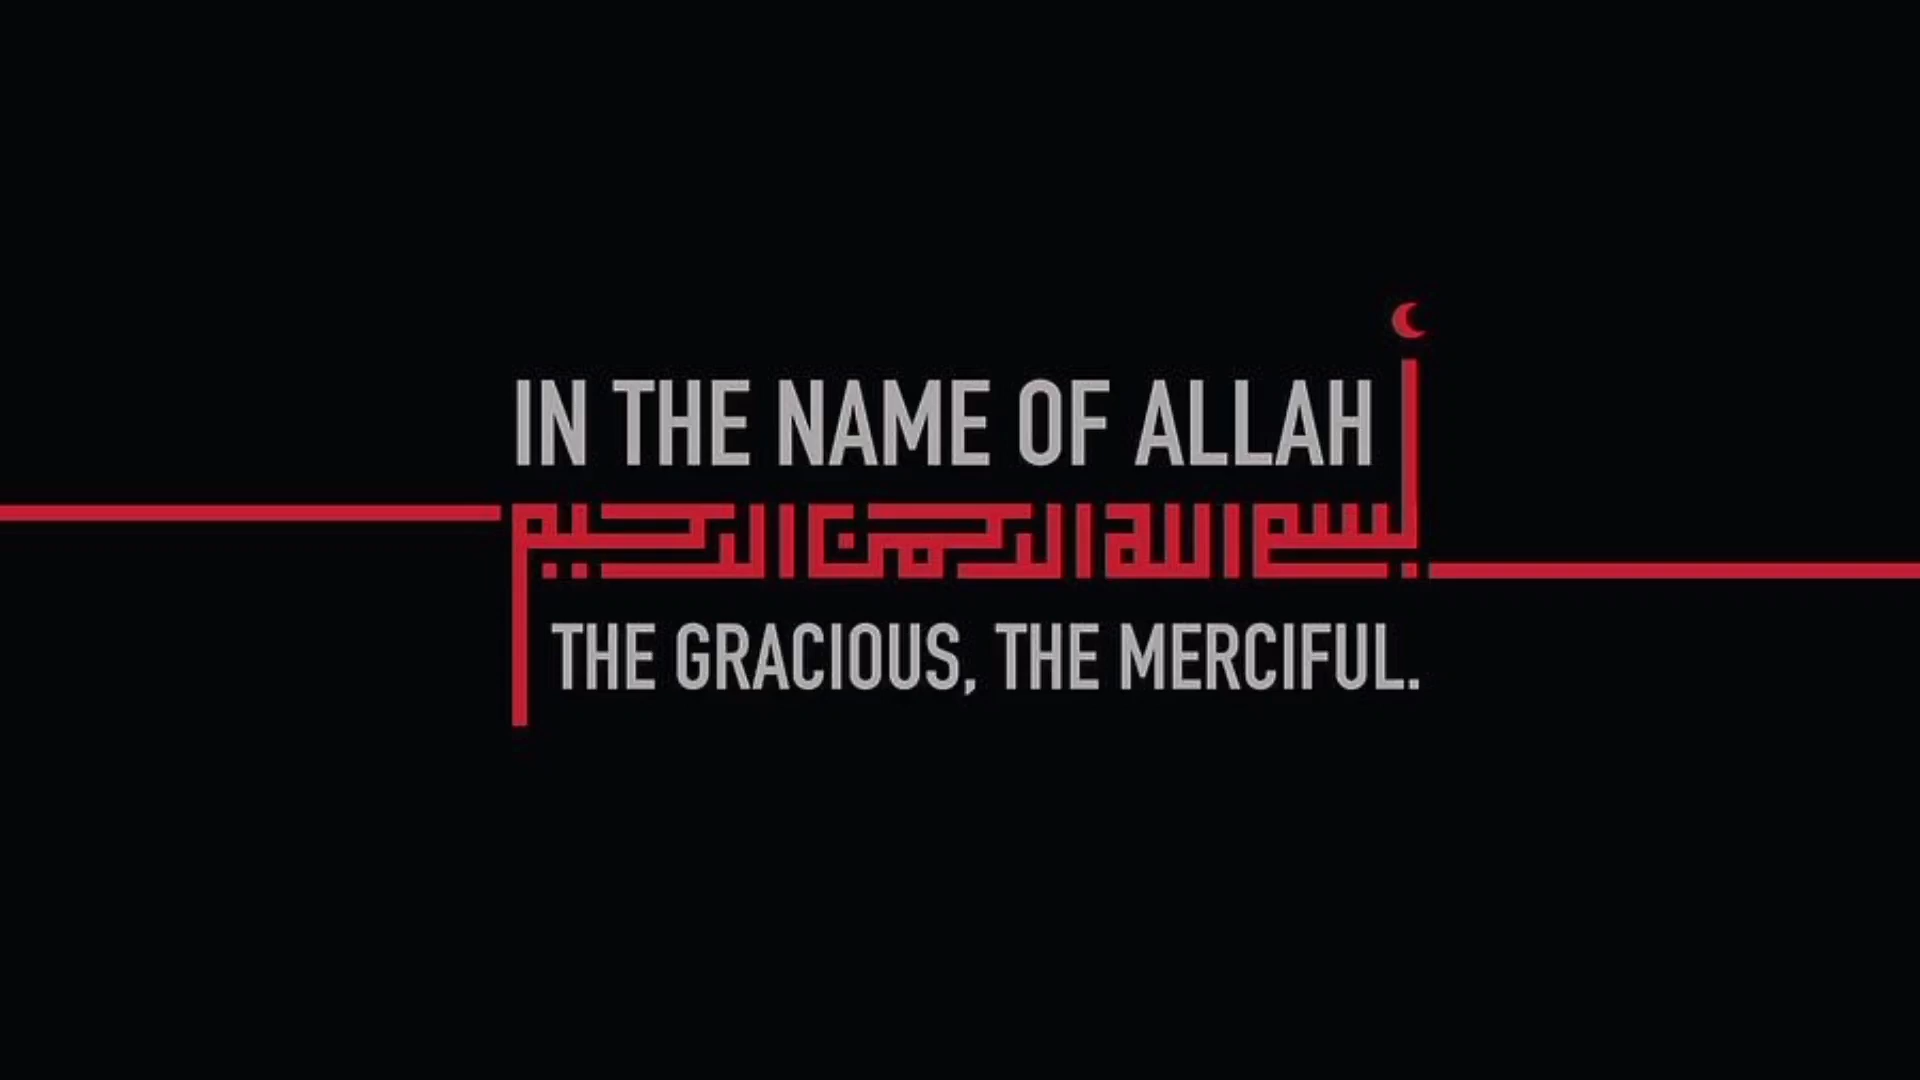 IN THE NAME OF ALLAH
بسم الله الرحمن الرحيم
THE GRACIOUS, THE MERCIFUL.